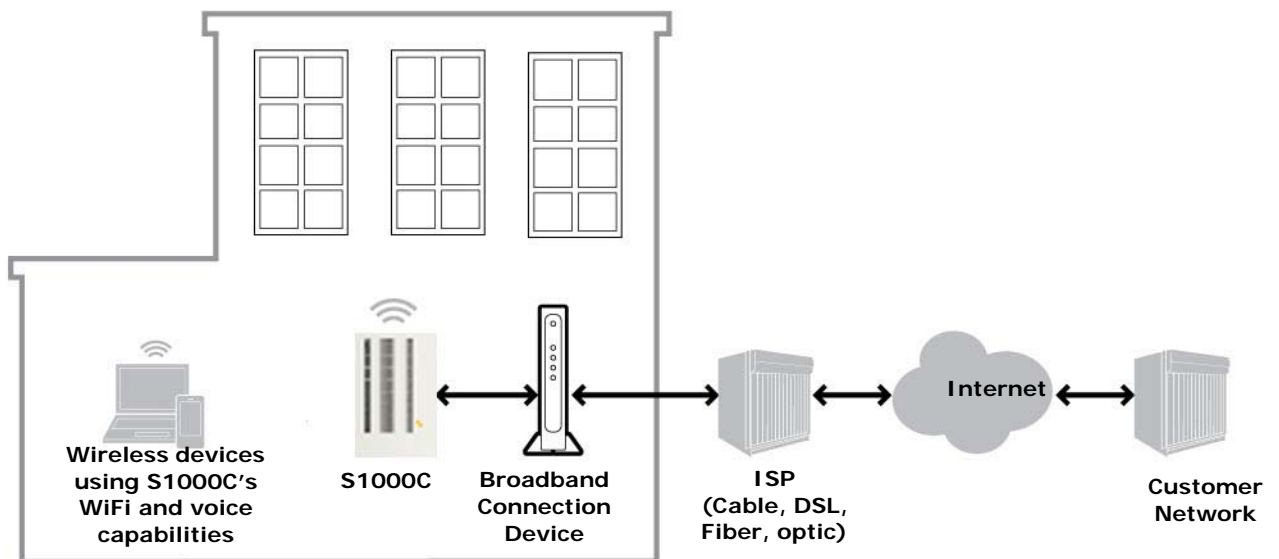 Wireless devices
using S1000C's
WiFi and voice
capabilities
S1000C
Broadband
Connection
Device
ISP
(Cable, DSL,
Fiber, optic)
Internet
Customer
Network